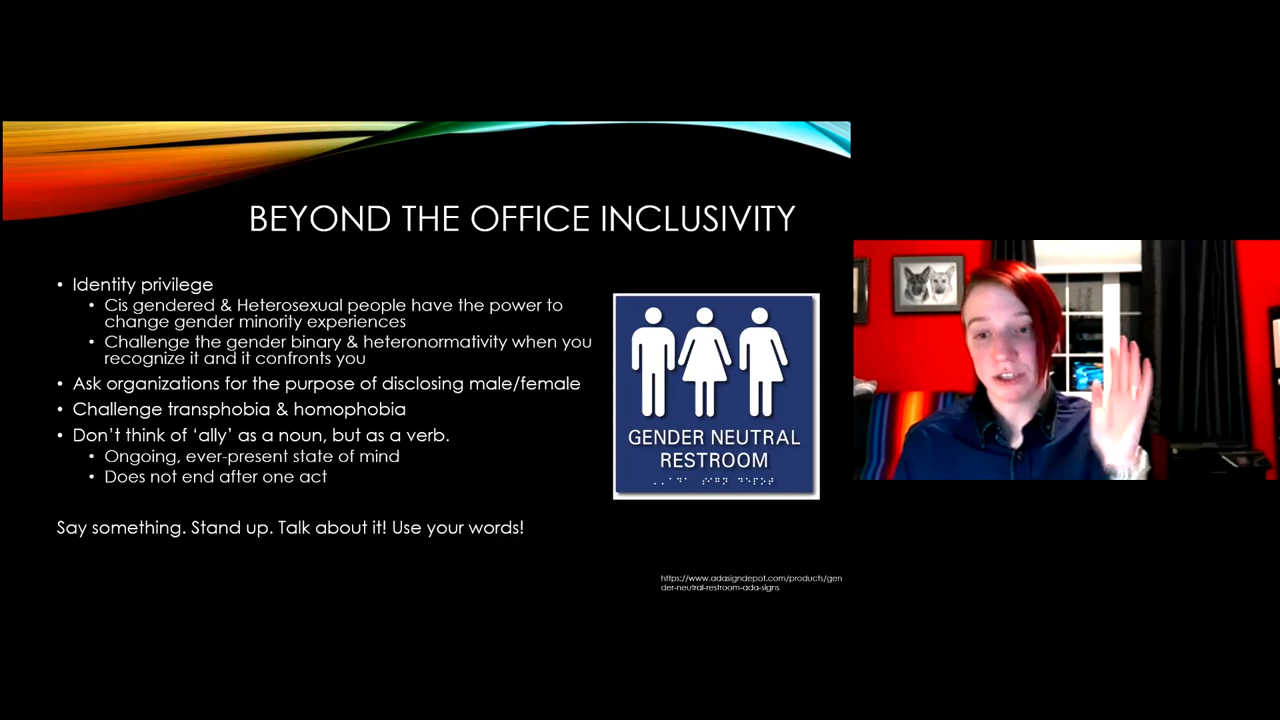 BEYOND THE OFFICE INCLUSIVITY
• Identity privilege
• Cis gendered & Heterosexual people have the power to
change gender minority experiences
• Challenge the gender binary & heteronormativity when you
recognize it and it confronts you
• Ask organizations for the purpose of disclosing male/female
• Challenge transphobia & homophobia
• Don't think of 'ally' as a noun, but as a verb.
• Ongoing, ever-present state of mind
• Does not end after one act
Say something. Stand up. Talk about it! Use your words!
GENDER NEUTRAL
RESTROOM
https://www.adasigndepot.com/products/gen
der-neutral-restroom-ada-signs